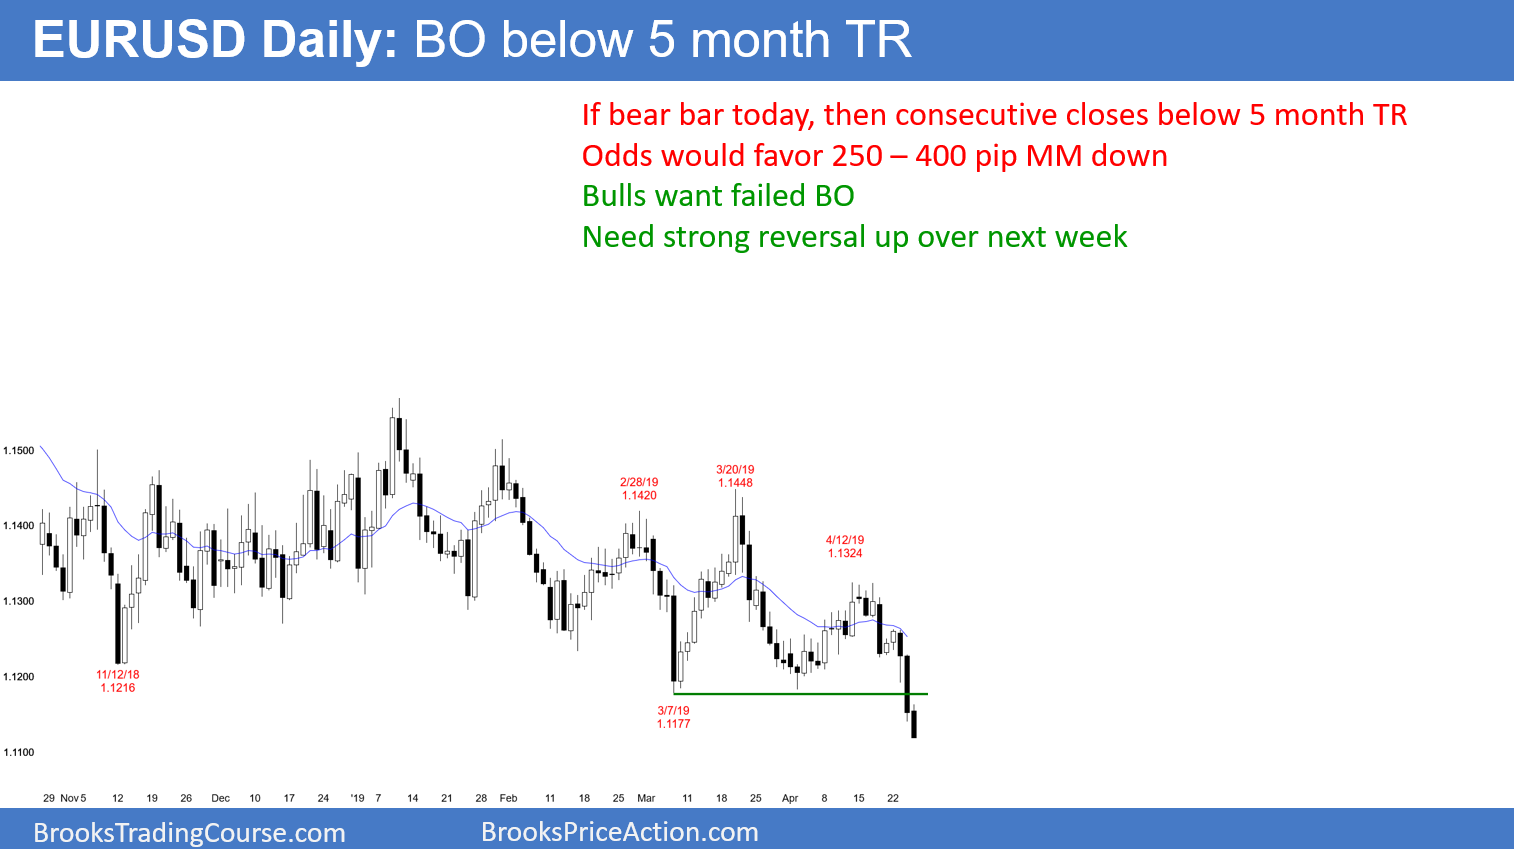 EURUSD Daily: BO below 5 month TR
If bear bar today, then consecutive closes below 5 month TR
Odds would favor 250 – 400 pip MM down
Bulls want failed BO
Need strong reversal up over next week
1.1500
1.1400
1.1300
1.1200
1.1100
11/12/18
1.1216
2/28/19
1.1420
3/7/19
1.1177
3/20/19
1.1448
4/12/19
1.1324
29 Nov 5 12 19 26 Dec 10 17 24 '19 7 14 21 28 Feb 11 18 25 Mar 11 18 25 Apr 8 15 22
BrooksTradingCourse.com BrooksPriceAction.com